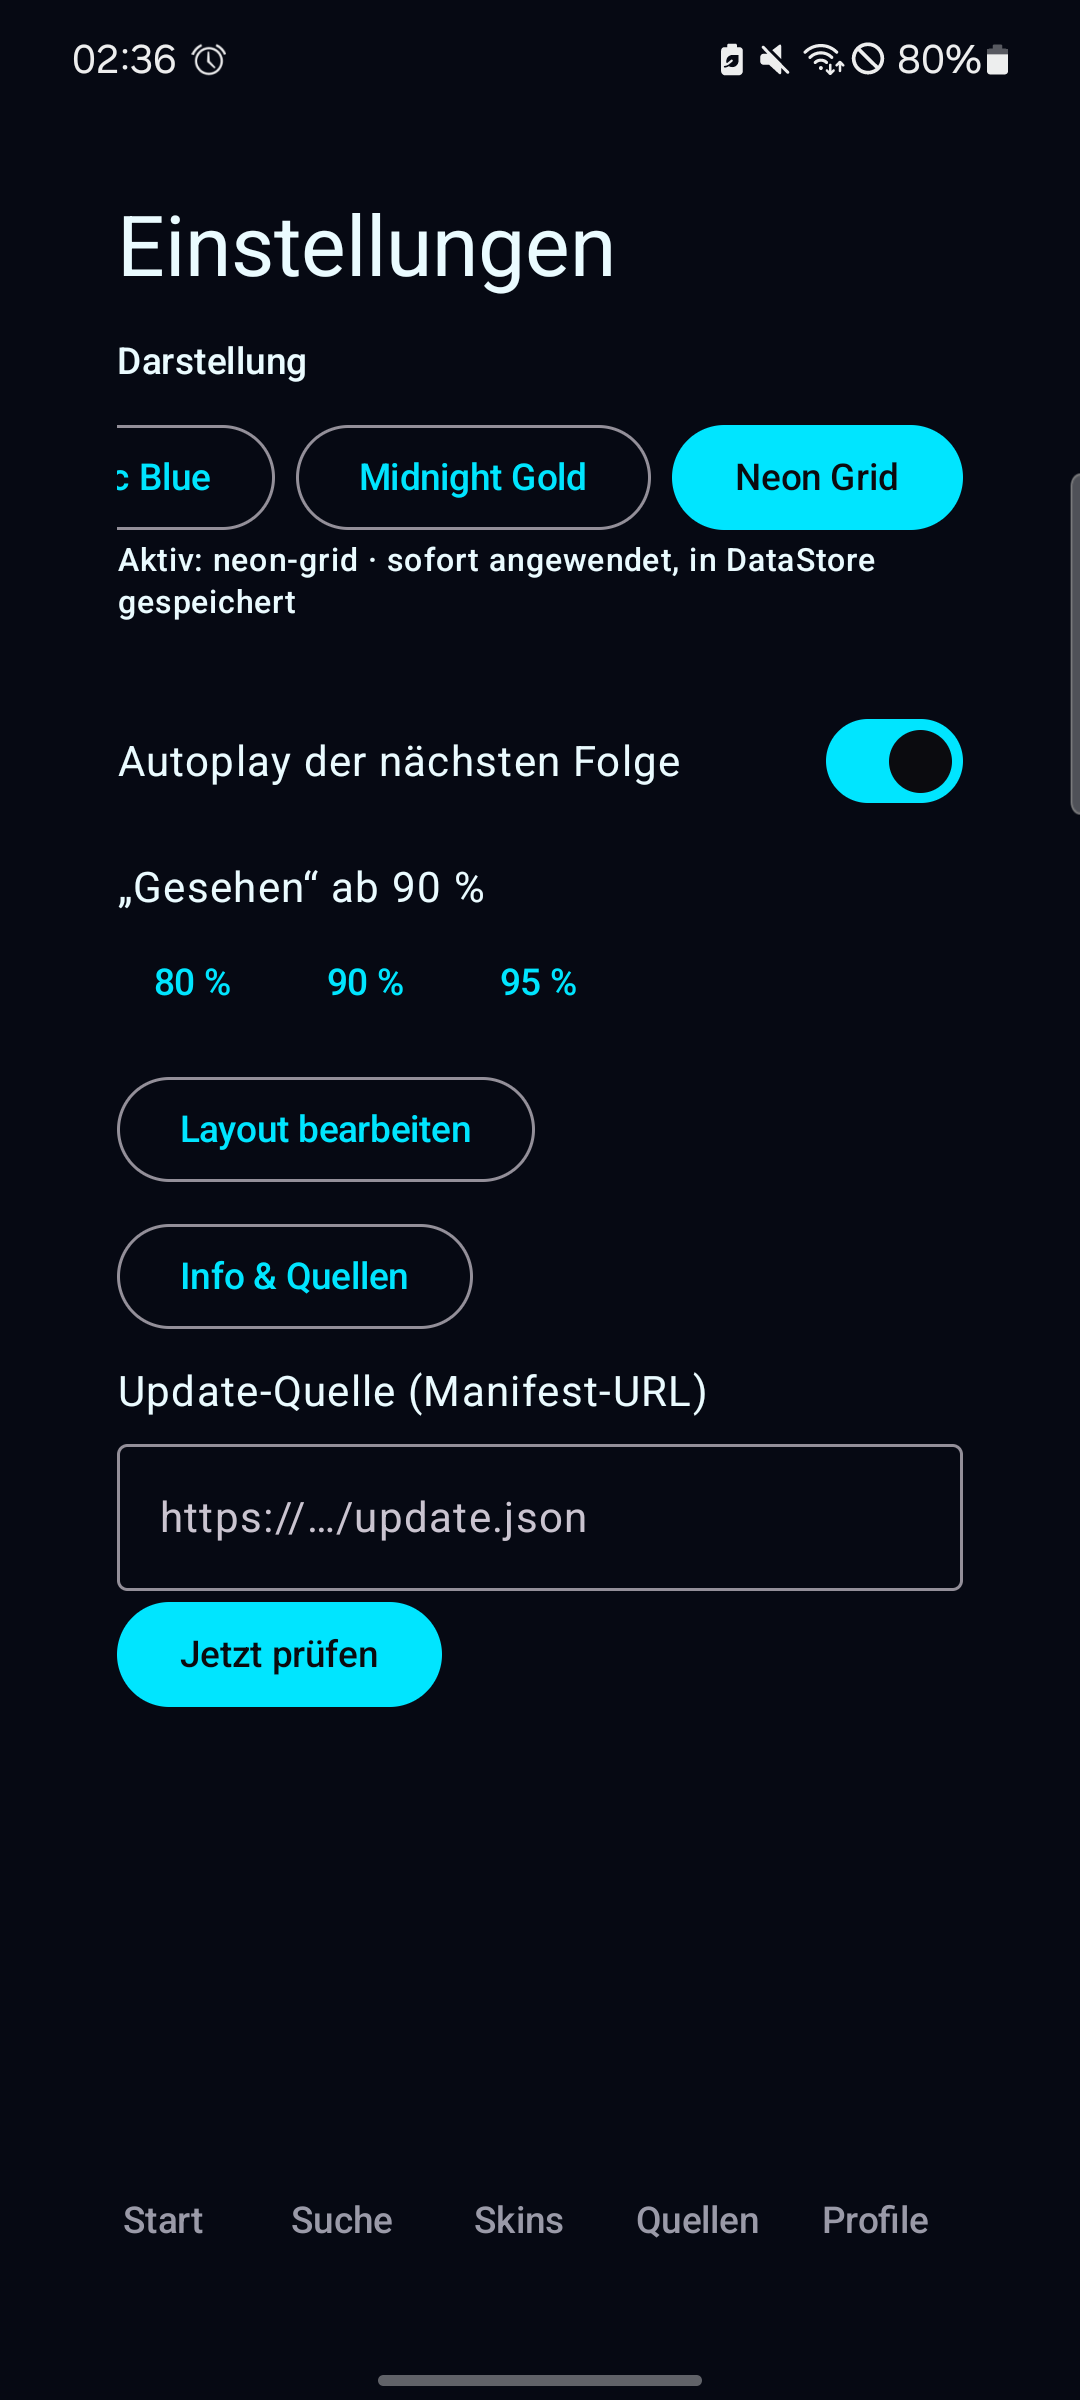 02:36
80%
Einstellungen
Darstellung
c Blue
Midnight Gold
Neon Grid
Aktiv: neon-grid · sofort angewendet, in DataStore
gespeichert
Autoplay der nächsten Folge
„Gesehen“ ab 90 %
80 %
90 %
95 %
Layout bearbeiten
Info & Quellen
Update-Quelle (Manifest-URL)
https://…/update.json
Jetzt prüfen
Start
Suche
Skins
Quellen
Profile